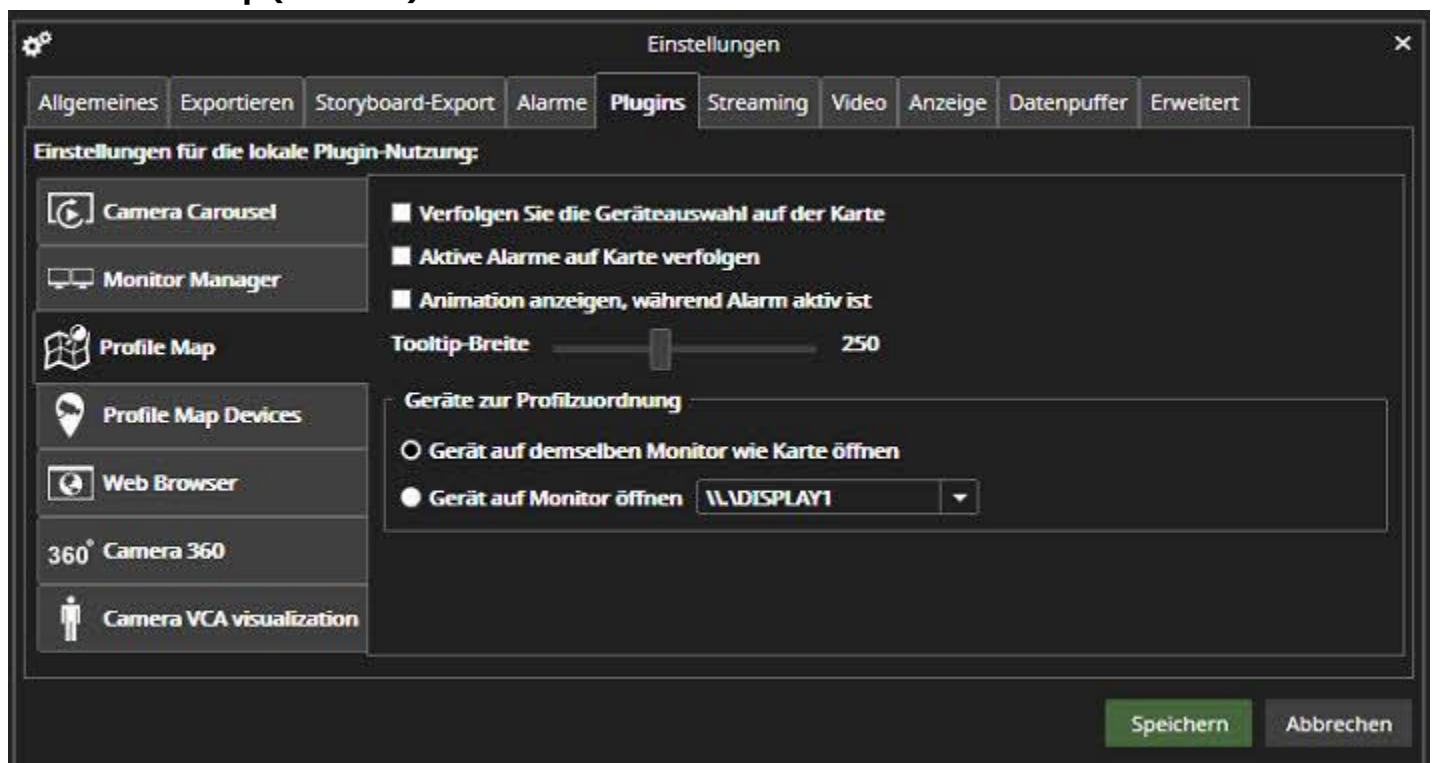 Einstellungen
Allgemeines Exportieren Storyboard-Export Alarme Plugins Streaming Video Anzeige Datenpuffer Erweitert
Einstellungen für die lokale Plugin-Nutzung:
Camera Carousel
Monitor Manager
Profile Map
Profile Map Devices
Web Browser
360° Camera 360
Camera VCA visualization
Verfolgen Sie die Geräteauswahl auf der Karte
Aktive Alarme auf Karte verfolgen
Animation anzeigen, während Alarm aktiv ist
Tooltip-Breite 250
Geräte zur Profilzuordnung
Gerät auf demselben Monitor wie Karte öffnen
Gerät auf Monitor öffnen \\.\DISPLAY1
Speichern Abbrechen